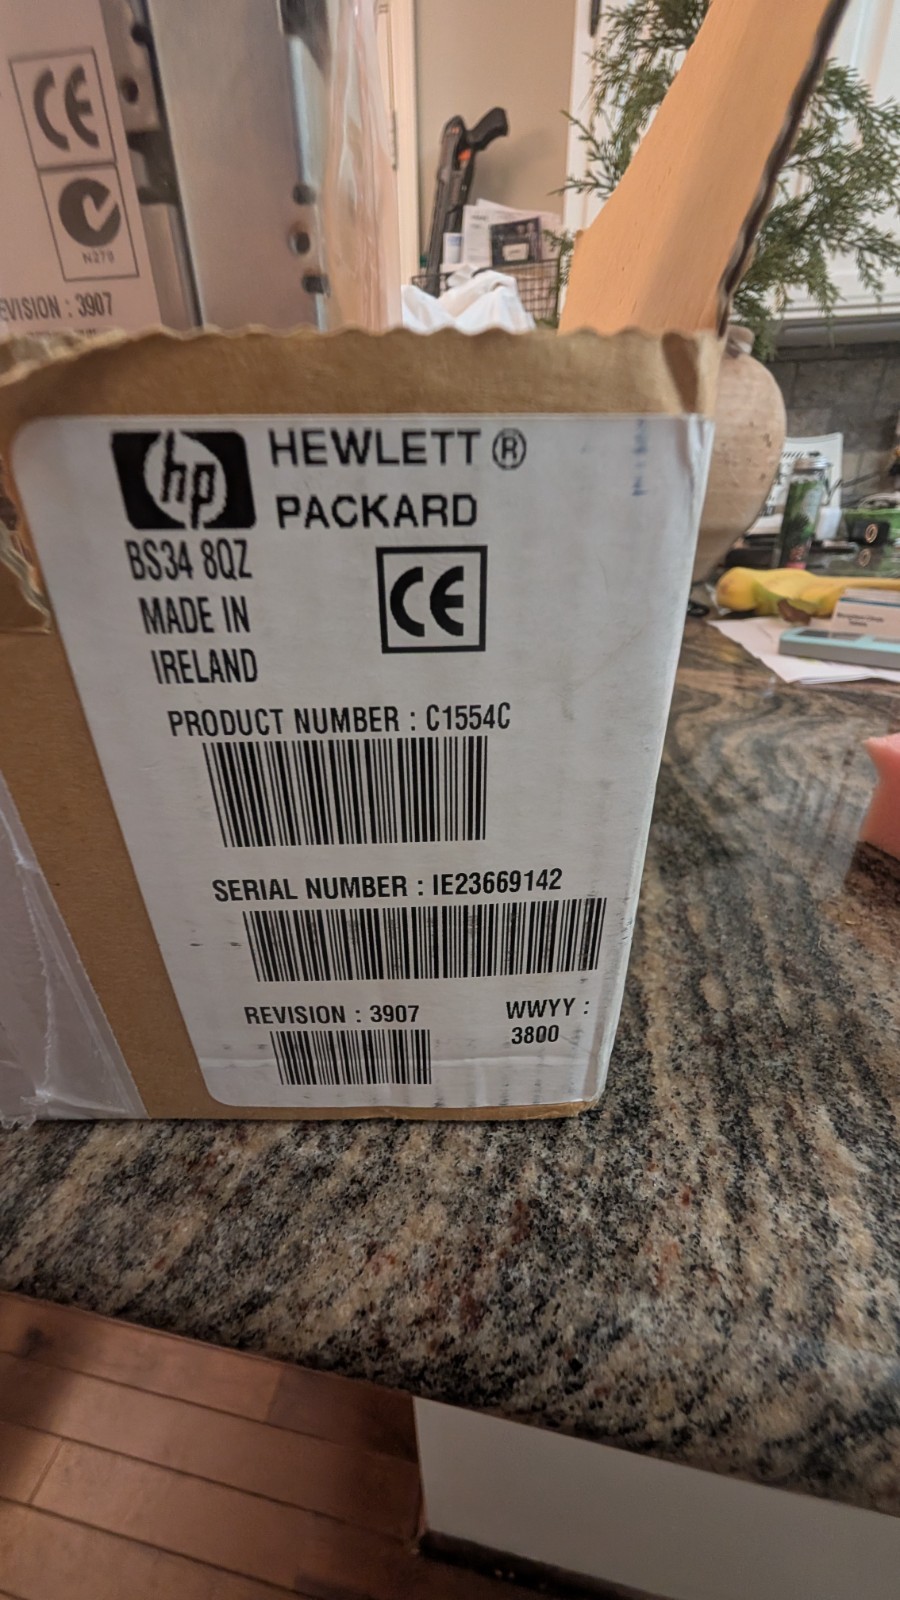 CE
N279
EVISION : 3907
hp HEWLETT ®
PACKARD
BS34 8QZ
MADE IN
IRELAND
CE
PRODUCT NUMBER : C1554C
SERIAL NUMBER : IE23669142
REVISION : 3907
WWYY :
3800